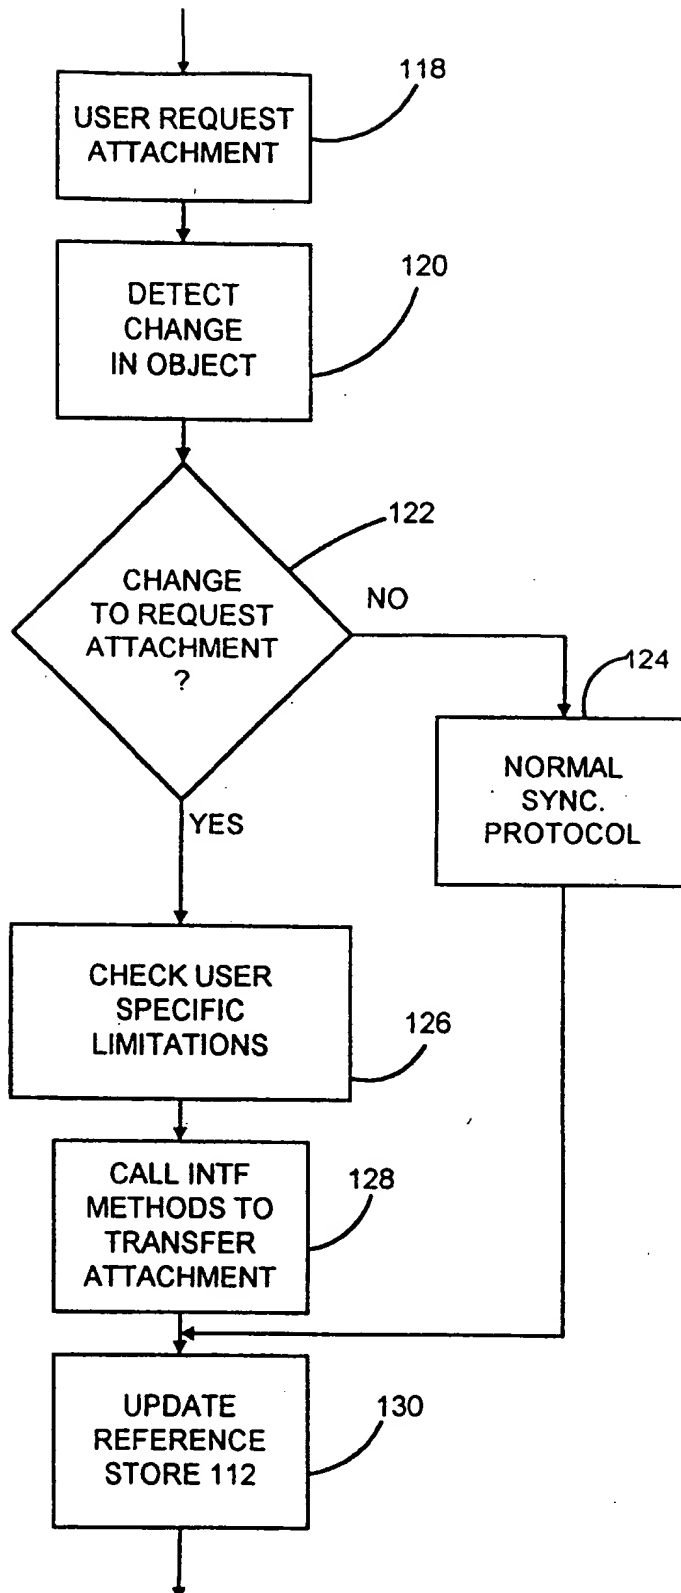 118
USER REQUEST
ATTACHMENT
120
DETECT
CHANGE
IN OBJECT
122
CHANGE
TO REQUEST
ATTACHMENT
?
NO
124
NORMAL
SYNC.
PROTOCOL
YES
CHECK USER
SPECIFIC
LIMITATIONS
126
CALL INTF
METHODS TO
TRANSFER
ATTACHMENT
128
UPDATE
REFERENCE
STORE 112
130